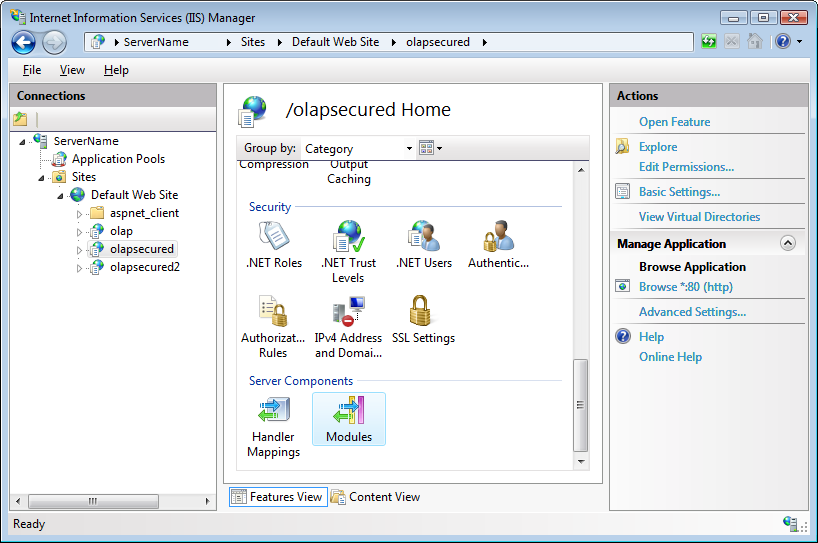 Internet Information Services (IIS) Manager
ServerName Sites Default Web Site olapsecured
File View Help
Connections
ServerName
Application Pools
Sites
Default Web Site
aspnet_client
olap
olapsecured
olapsecured2
/olapsecured Home
Group by: Category
Compression
Output
Caching
Security
.NET Roles
.NET Trust
Levels
.NET Users
Authentic...
Authorizat...
Rules
IPv4 Address
and Domai...
SSL Settings
Server Components
Handler
Mappings
Modules
Features View
Content View
Actions
Open Feature
Explore
Edit Permissions...
Basic Settings...
View Virtual Directories
Manage Application
Browse Application
Browse *:80 (http)
Advanced Settings...
Help
Online Help
Ready